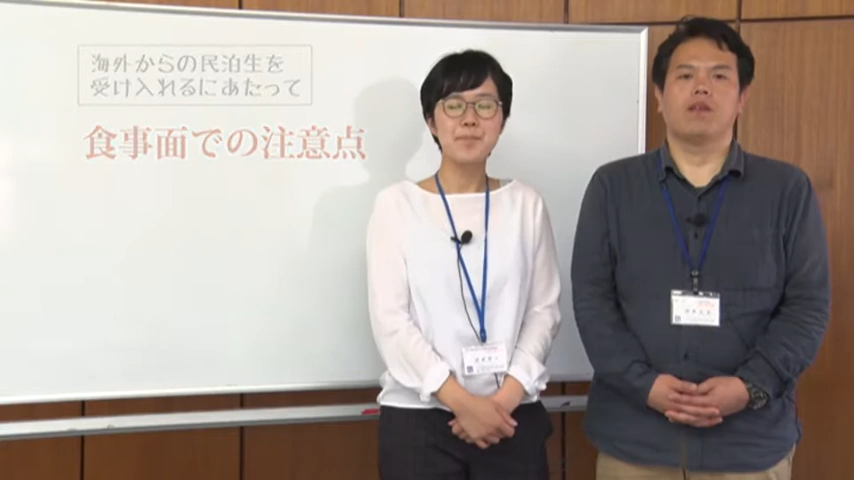 海外からの民泊生を
受け入れるにあたって
食事面での注意点